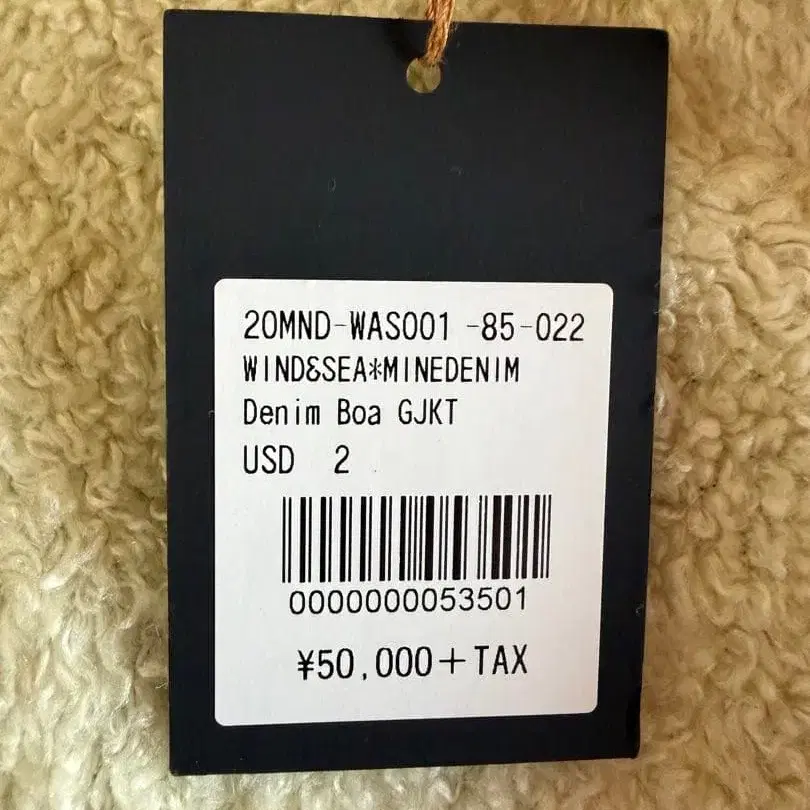 20MND-WAS001 -85-022
WIND&SEA*MINEDENIM
Denim Boa GJKT
USD 2
0000000053501
¥50,000+TAX